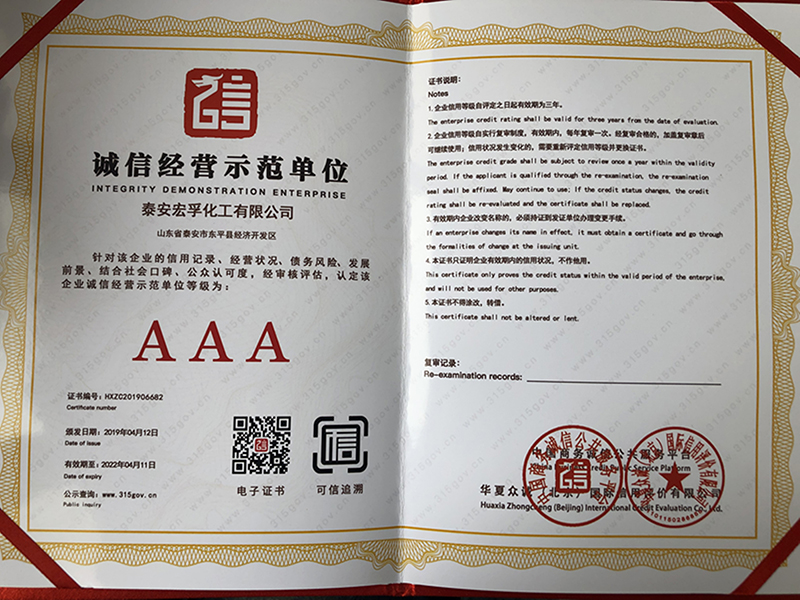 诚信经营示范单位
INTEGRITY DEMONSTRATION ENTERPRISE
泰安宏孚化工有限公司
山东省泰安市东平县经济开发区
针对该企业的信用记录、经营状况、债务风险、发展
前景、结合社会口碑、公众认可度，经审核评估，认定该
企业诚信经营示范单位等级为：
AAA
证书编号：HXZC201906682
Certificate number
颁发日期：2019年04月12日
Date of issue
有效期至：2022年04月11日
Date of expiry
公示查询：www.315gov.cn
Public inquiry
电子证书
信
可信追溯
证书说明：
Notes
1.企业信用等级自评定之日起有效期为三年。
The enterprise credit rating shall be valid for three years from the date of evaluation.
2.企业信用等级自实行复审制度，有效期内，每年复审一次。经复审合格的，加盖复审章后
可继续使用；信用状况发生变化的，需要重新评定信用等级并更换证书。
The enterprise credit grade shall be subject to review once a year within the validity
period. If the applicant is qualified through the re-examination, the re-examination
seal shall be affixed. May continue to use; If the credit status changes, the credit
rating shall be re-evaluated and the certificate shall be replaced.
3.有效期内企业改变名称的，必须持证到发证单位办理变更手续。
If an enterprise changes its name in effect, it must obtain a certificate and go through
the formalities of change at the issuing unit.
4.本证书只证明企业有效期内的信用状况，不作他用。
This certificate only proves the credit status within the valid period of the enterprise,
and will not be used for other purposes.
5.本证书不得涂改、转借。
This certificate shall not be altered or lent.
复审记录：
Re-examination records:
商务诚信公共服务平台
Credit Public Service Platform
华夏众诚（北京）国际信用评价有限公司
Huaxia Zhongcheng (Beijing) International Credit Evaluation Co., Ltd.